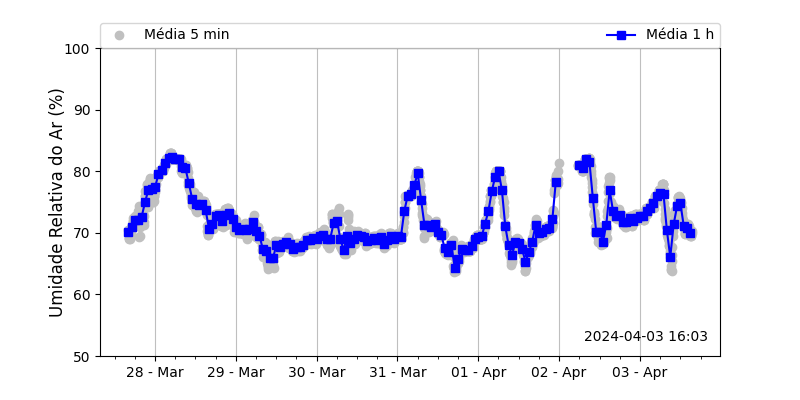 Média 5 min
Média 1 h
Umidade Relativa do Ar (%)
100
90
80
70
60
50
2024-04-03 16:03
28 - Mar
29 - Mar
30 - Mar
31 - Mar
01 - Apr
02 - Apr
03 - Apr